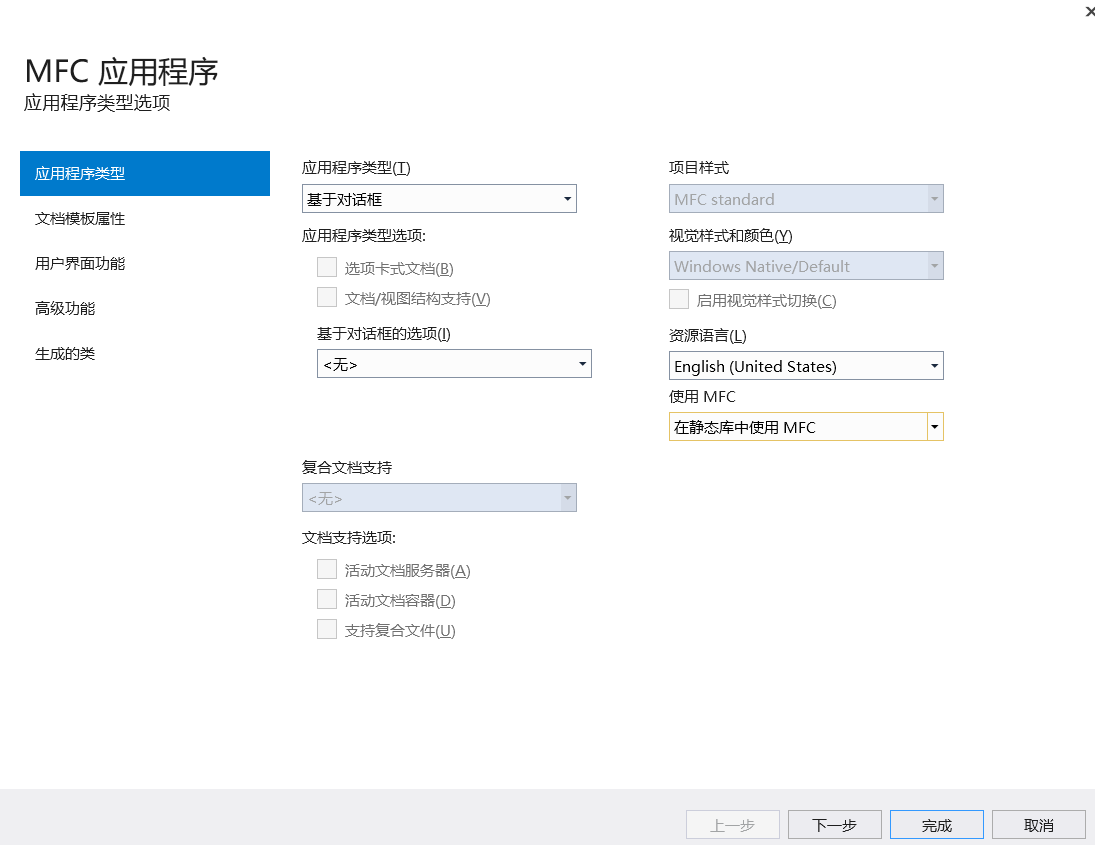 MFC 应用程序
应用程序类型选项
应用程序类型
文档模板属性
用户界面功能
高级功能
生成的类
应用程序类型(T)
基于对话框
应用程序类型选项:
选项卡式文档(B)
文档/视图结构支持(V)
基于对话框的选项(I)
<无>
复合文档支持
<无>
文档支持选项:
活动文档服务器(A)
活动文档容器(D)
支持复合文件(U)
项目样式
MFC standard
视觉样式和颜色(Y)
Windows Native/Default
启用视觉样式切换(C)
资源语言(L)
English (United States)
使用 MFC
在静态库中使用 MFC
上一步
下一步
完成
取消